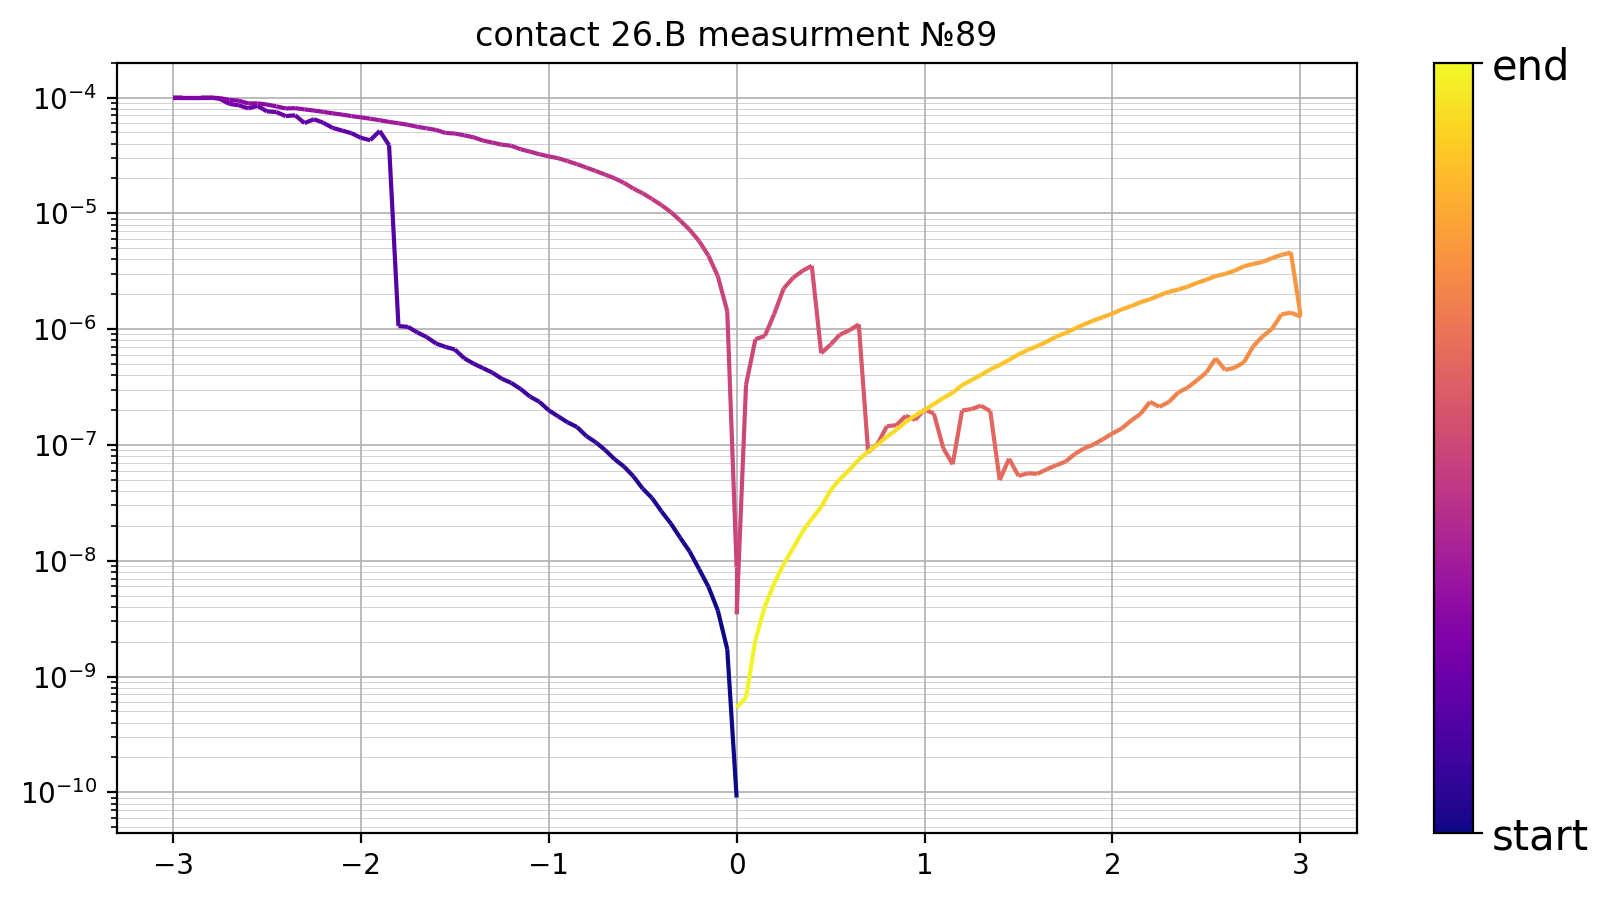 contact 26.B measurment №89
10⁻⁴
10⁻⁵
10⁻⁶
10⁻⁷
10⁻⁸
10⁻⁹
10⁻¹⁰
−3 −2 −1 0 1 2 3
end
start